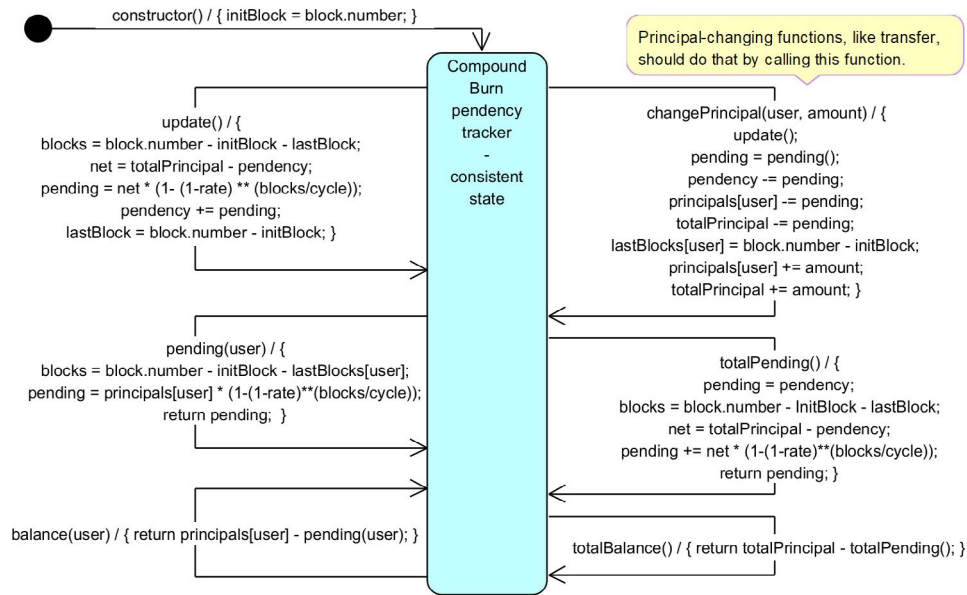 constructor() / { initBlock = block.number; }
Principal-changing functions, like transfer,
should do that by calling this function.
Compound
Burn
pendency
tracker
-
consistent
state
update() / {
blocks = block.number - initBlock - lastBlock;
net = totalPrincipal - pendency;
pending = net * (1- (1-rate) ** (blocks/cycle));
pendency += pending;
lastBlock = block.number - initBlock; }
changePrincipal(user, amount) / {
update();
pending = pending();
pendency -= pending;
principals[user] -= pending;
totalPrincipal -= pending;
lastBlocks[user] = block.number - initBlock;
principals[user] += amount;
totalPrincipal += amount; }
pending(user) / {
blocks = block.number - initBlock - lastBlocks[user];
pending = principals[user] * (1-(1-rate)**(blocks/cycle));
return pending;  }
totalPending() / {
pending = pendency;
blocks = block.number - InitBlock - lastBlock;
net = totalPrincipal - pendency;
pending += net * (1-(1-rate)**(blocks/cycle));
return pending; }
balance(user) / { return principals[user] - pending(user); }
totalBalance() / { return totalPrincipal - totalPending(); }